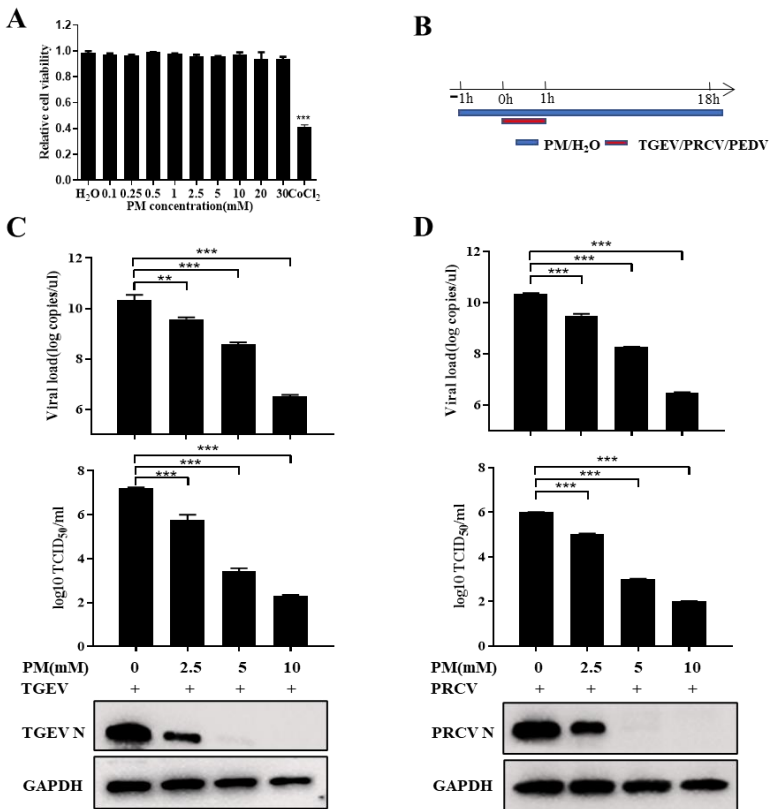 A
Relative cell viability
1.2
1.0
0.8
0.6
0.4
0.2
0.0
***
H₂O 0.1 0.25 0.5 1 2.5 5 10 20 30 CoCl₂
PM concentration(mM)
B
−1h 0h 1h 18h
PM/H₂O TGEV/PRCV/PEDV
C
Viral load(log copies/ul)
12
10
8
6
***
***
**
log10 TCID₅₀/ml
8
6
4
2
0
***
***
***
PM(mM) 0 2.5 5 10
TGEV + + + +
TGEV N
GAPDH
D
Viral load(log copies/ul)
12
10
8
6
***
***
***
log10 TCID₅₀/ml
8
6
4
2
0
***
***
***
PM(mM) 0 2.5 5 10
PRCV + + + +
PRCV N
GAPDH